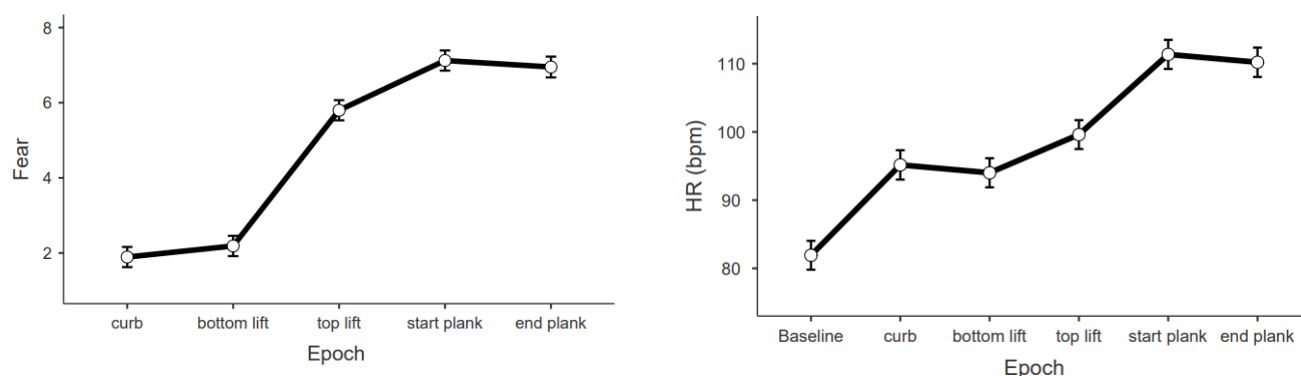 8
6
4
2
Fear
curb
bottom lift
top lift
start plank
end plank
Epoch
110
100
90
80
HR (bpm)
Baseline
curb
bottom lift
top lift
start plank
end plank
Epoch